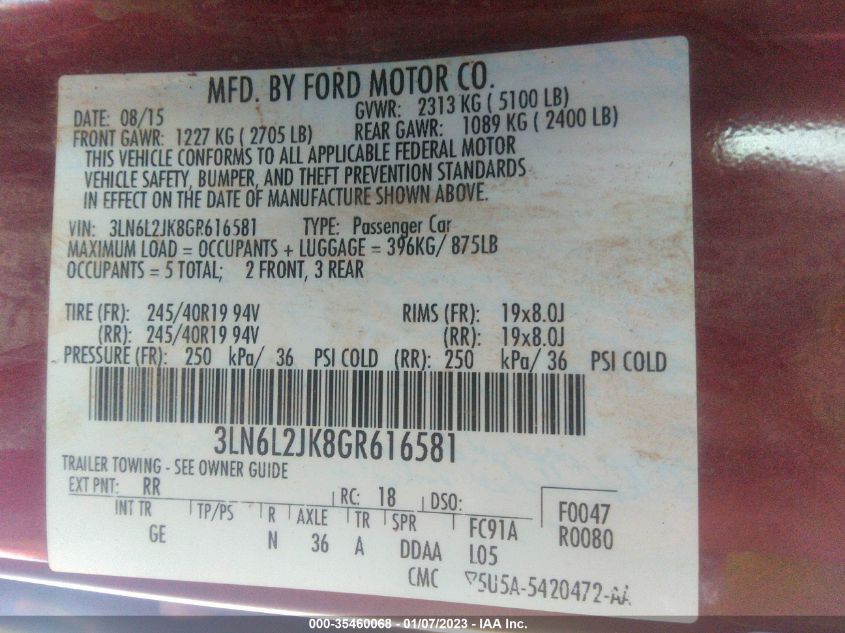 MFD. BY FORD MOTOR CO.
DATE: 08/15 GVWR: 2313 KG ( 5100 LB)
FRONT GAWR: 1227 KG ( 2705 LB) REAR GAWR: 1089 KG ( 2400 LB)
THIS VEHICLE CONFORMS TO ALL APPLICABLE FEDERAL MOTOR
VEHICLE SAFETY, BUMPER, AND THEFT PREVENTION STANDARDS
IN EFFECT ON THE DATE OF MANUFACTURE SHOWN ABOVE.
VIN: 3LN6L2JK8GR616581 TYPE: Passenger Car
MAXIMUM LOAD = OCCUPANTS + LUGGAGE = 396KG/ 875LB
OCCUPANTS = 5 TOTAL; 2 FRONT, 3 REAR
TIRE (FR): 245/40R19 94V RIMS (FR): 19x8.0J
(RR): 245/40R19 94V (RR): 19x8.0J
PRESSURE (FR): 250 kPa/ 36 PSI COLD (RR): 250 kPa/ 36 PSI COLD
3LN6L2JK8GR616581
TRAILER TOWING - SEE OWNER GUIDE
EXT PNT: RR RC: 18 DSO: F0047
INT TR TP/PS R AXLE TR SPR FC91A R0080
GE N 36 A DDAA L05
CMC 5U5A-5420472-AA
000-35460068 - 01/07/2023 - IAA Inc.